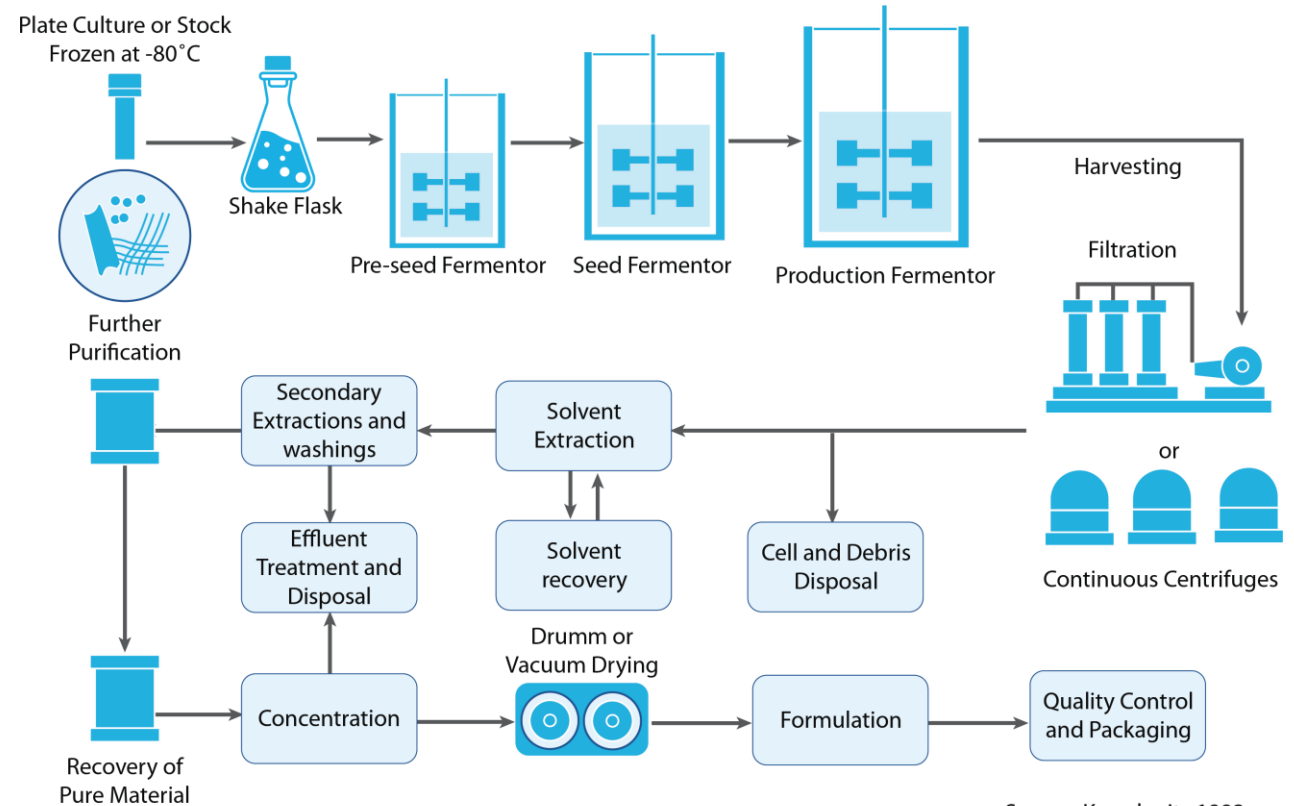 Plate Culture or Stock
Frozen at -80˚C
Shake Flask
Pre-seed Fermentor
Seed Fermentor
Production Fermentor
Harvesting
Filtration
or
Continuous Centrifuges
Further
Purification
Secondary
Extractions and
washings
Solvent
Extraction
Effluent
Treatment and
Disposal
Solvent
recovery
Cell and Debris
Disposal
Drumm or
Vacuum Drying
Concentration
Formulation
Quality Control
and Packaging
Recovery of
Pure Material